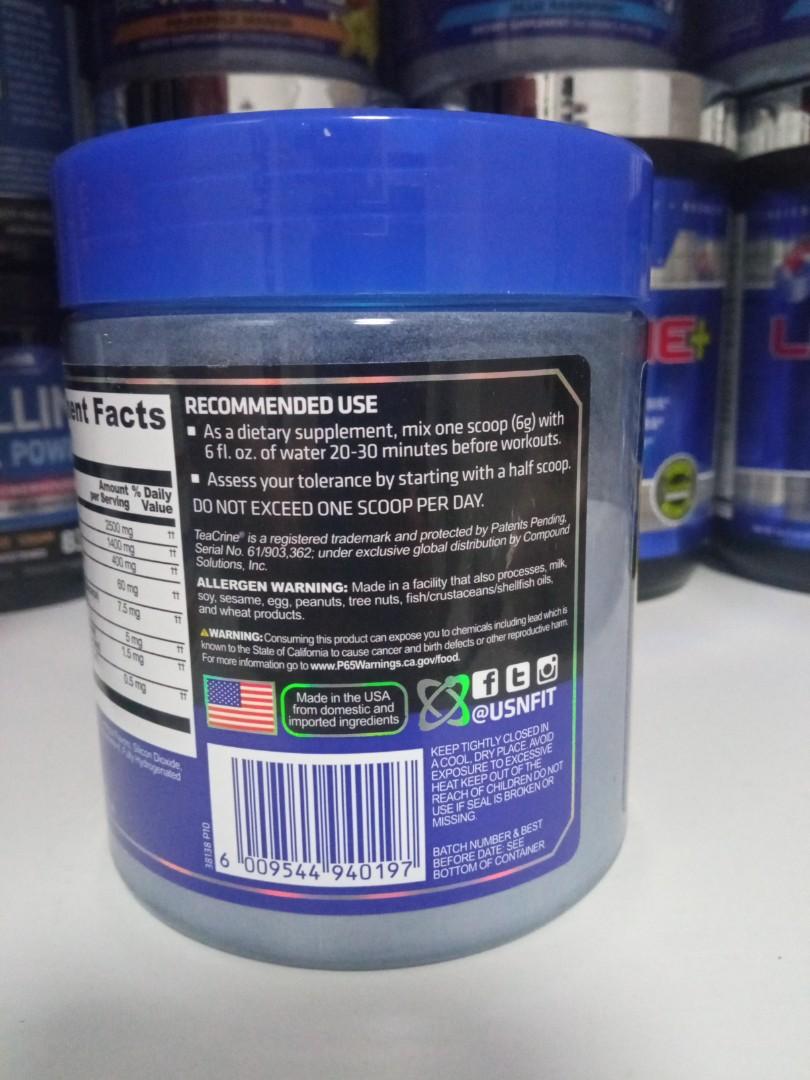 BLUE RASPBERRY
ent Facts
Amount % Daily
per Serving Value
2500 mg ††
1400 mg ††
400 mg ††
60 mg ††
7.5 mg ††
5 mg ††
1.5 mg ††
0.5 mg ††
Silicon Dioxide,
Fully Hydrogenated
RECOMMENDED USE
▪ As a dietary supplement, mix one scoop (6g) with
6 fl. oz. of water 20-30 minutes before workouts.
▪ Assess your tolerance by starting with a half scoop.
DO NOT EXCEED ONE SCOOP PER DAY.
TeaCrine® is a registered trademark and protected by Patents Pending,
Serial No. 61/903,362; under exclusive global distribution by Compound
Solutions, Inc.
ALLERGEN WARNING: Made in a facility that also processes, milk,
soy, sesame, egg, peanuts, tree nuts, fish/crustaceans/shellfish oils,
and wheat products.
⚠WARNING: Consuming this product can expose you to chemicals including lead which is
known to the State of California to cause cancer and birth defects or other reproductive harm.
For more information go to www.P65Warnings.ca.gov/food.
Made in the USA
from domestic and
imported ingredients
@USNFIT
KEEP TIGHTLY CLOSED IN
A COOL, DRY PLACE. AVOID
EXPOSURE TO EXCESSIVE
HEAT KEEP OUT OF THE
REACH OF CHILDREN DO NOT
USE IF SEAL IS BROKEN OR
MISSING.
BATCH NUMBER & BEST
BEFORE DATE: SEE
BOTTOM OF CONTAINER
38138 P10
6 009544 940197
E+
L
LLIN
POW